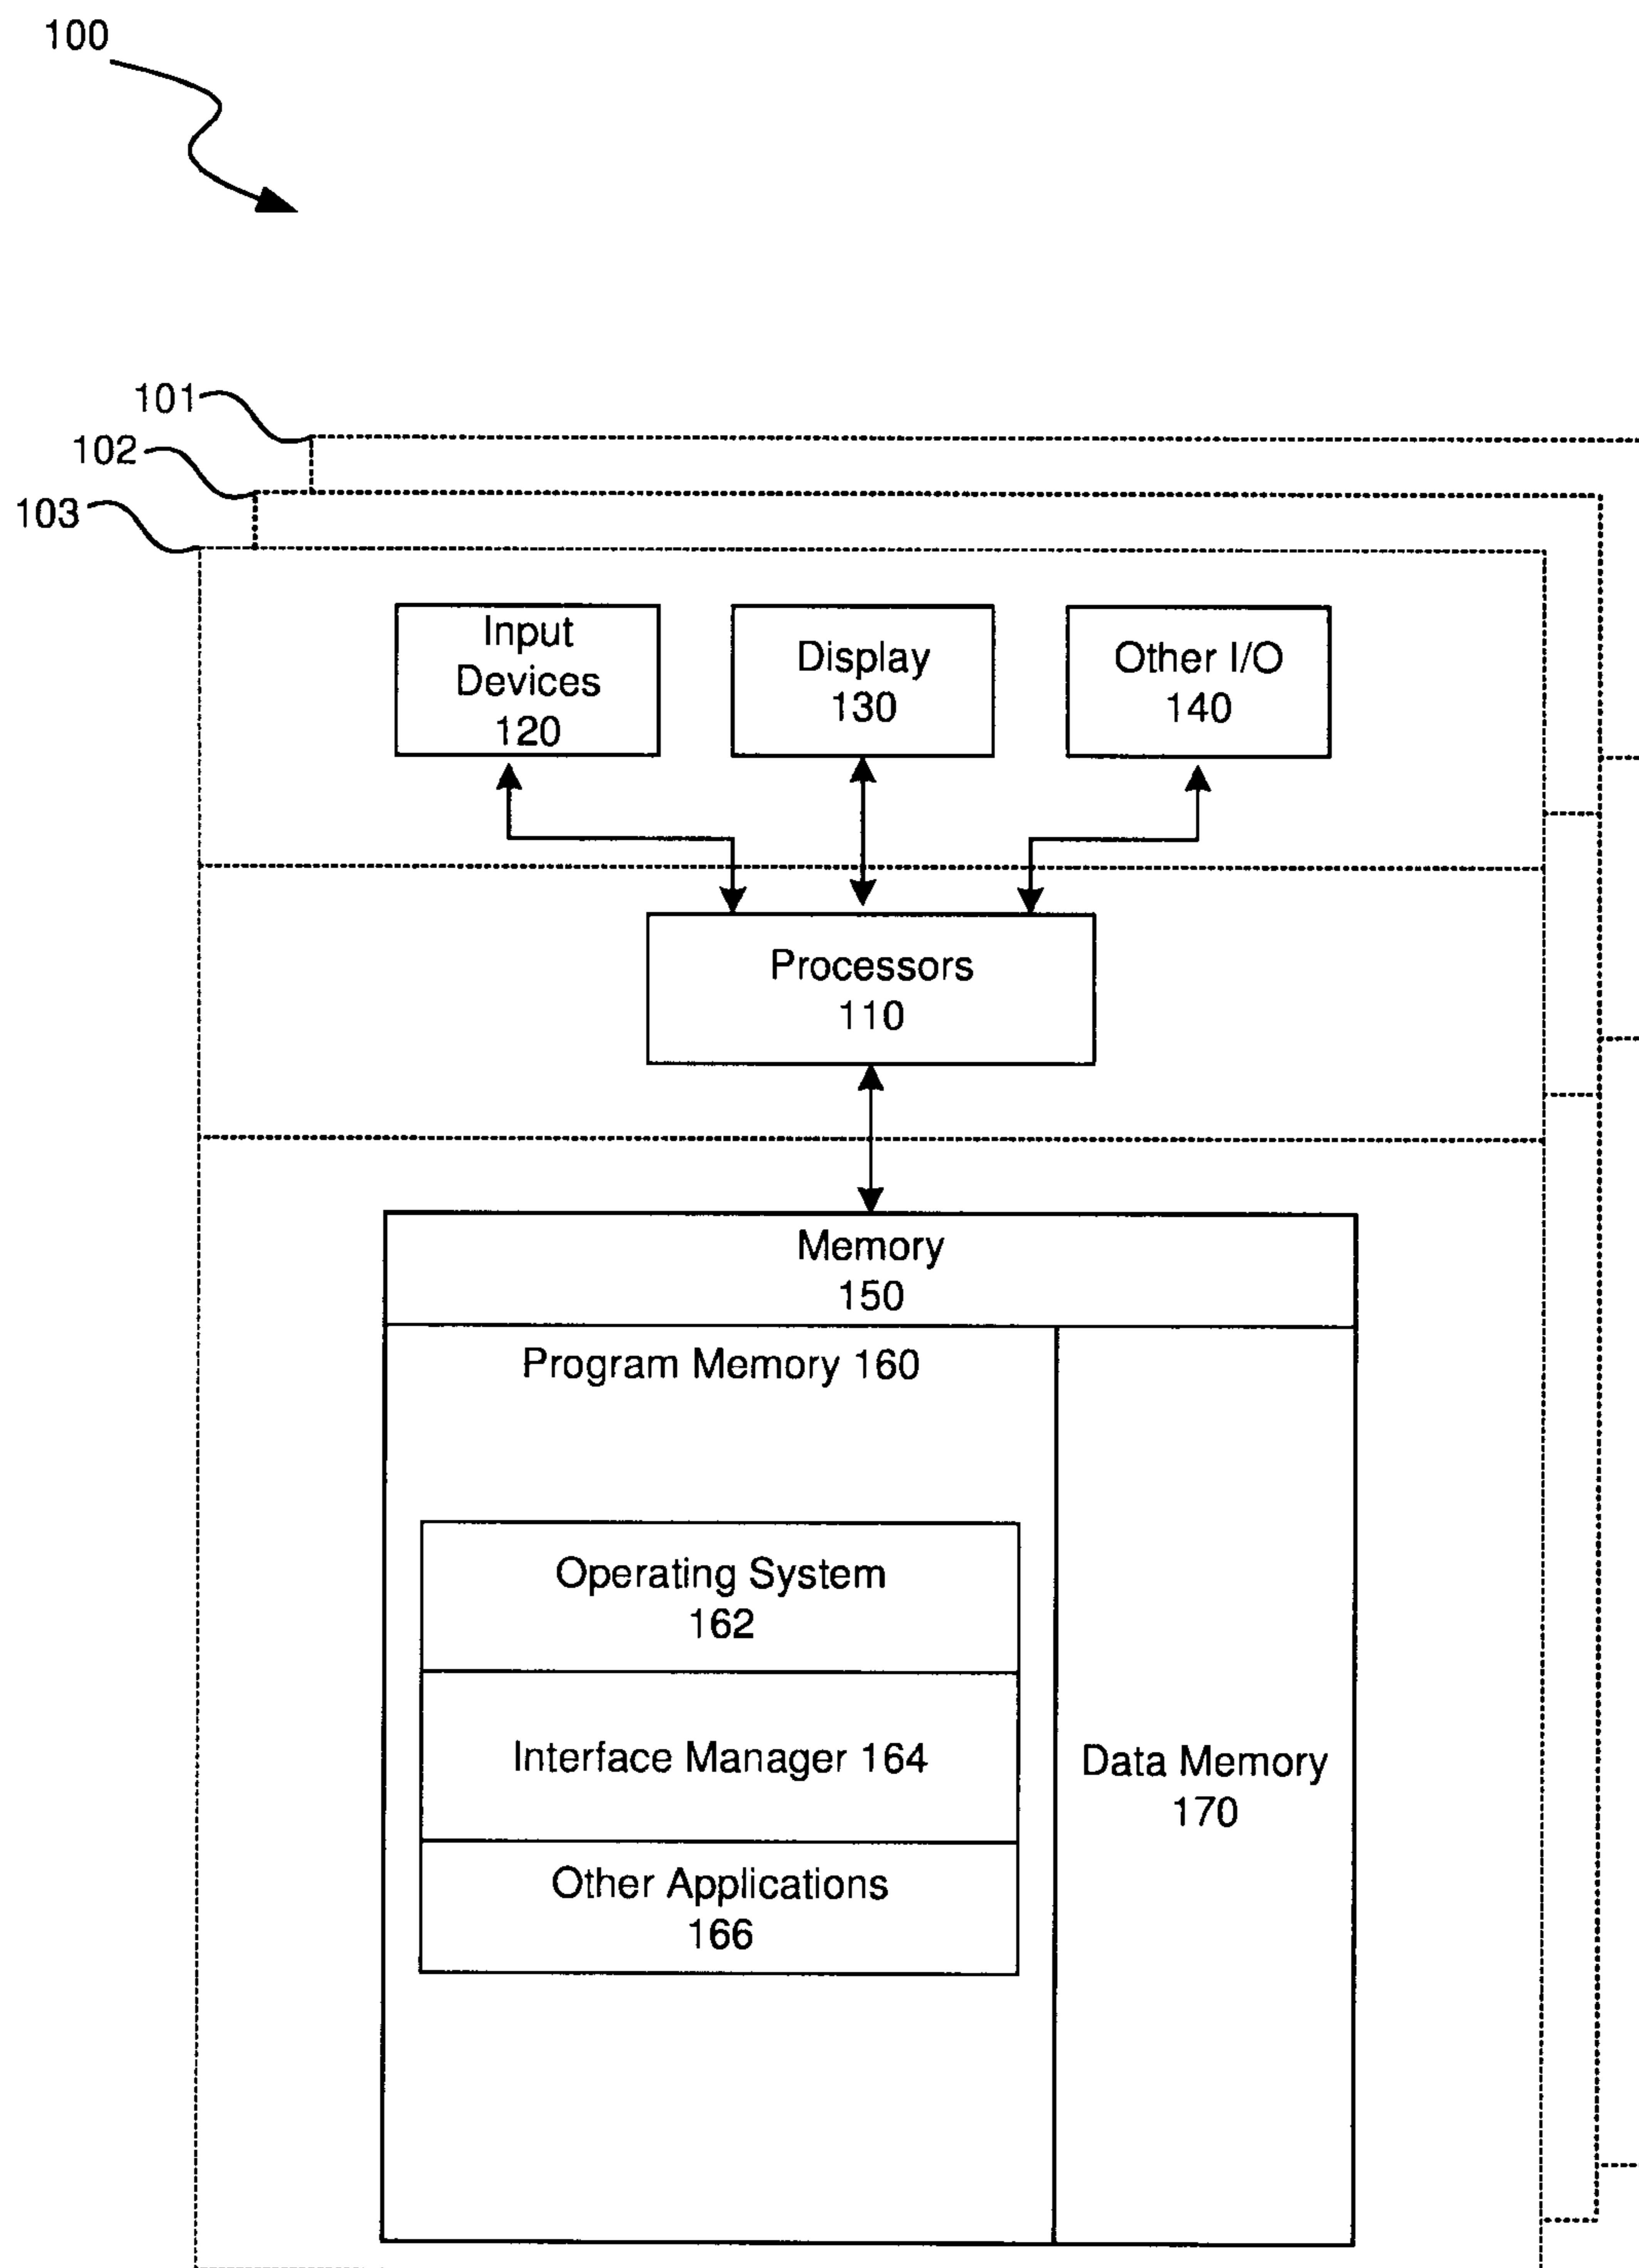 100
101
102
103
Input
Devices
120
Display
130
Other I/O
140
Processors
110
Memory
150
Program Memory 160
Operating System
162
Interface Manager 164
Other Applications
166
Data Memory
170